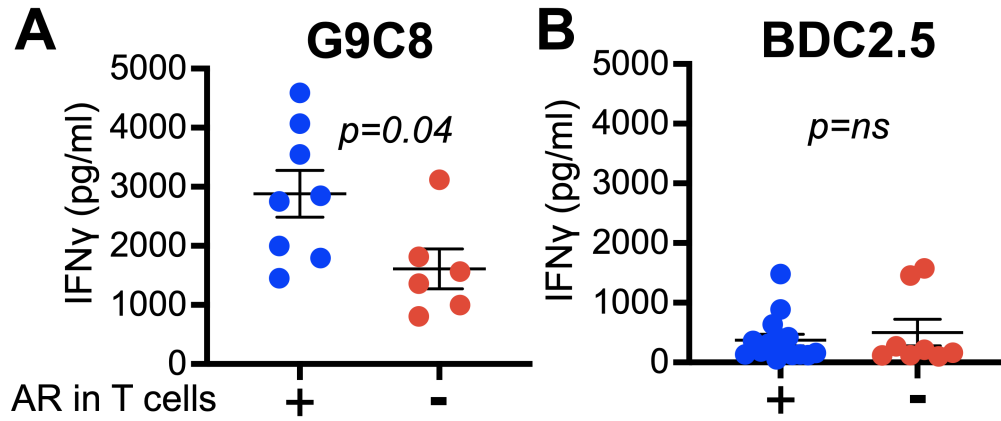 A
G9C8
IFNγ (pg/ml)
5000
4000
3000
2000
1000
0
p=0.04
AR in T cells
+
-
B
BDC2.5
IFNγ (pg/ml)
5000
4000
3000
2000
1000
0
p=ns
+
-